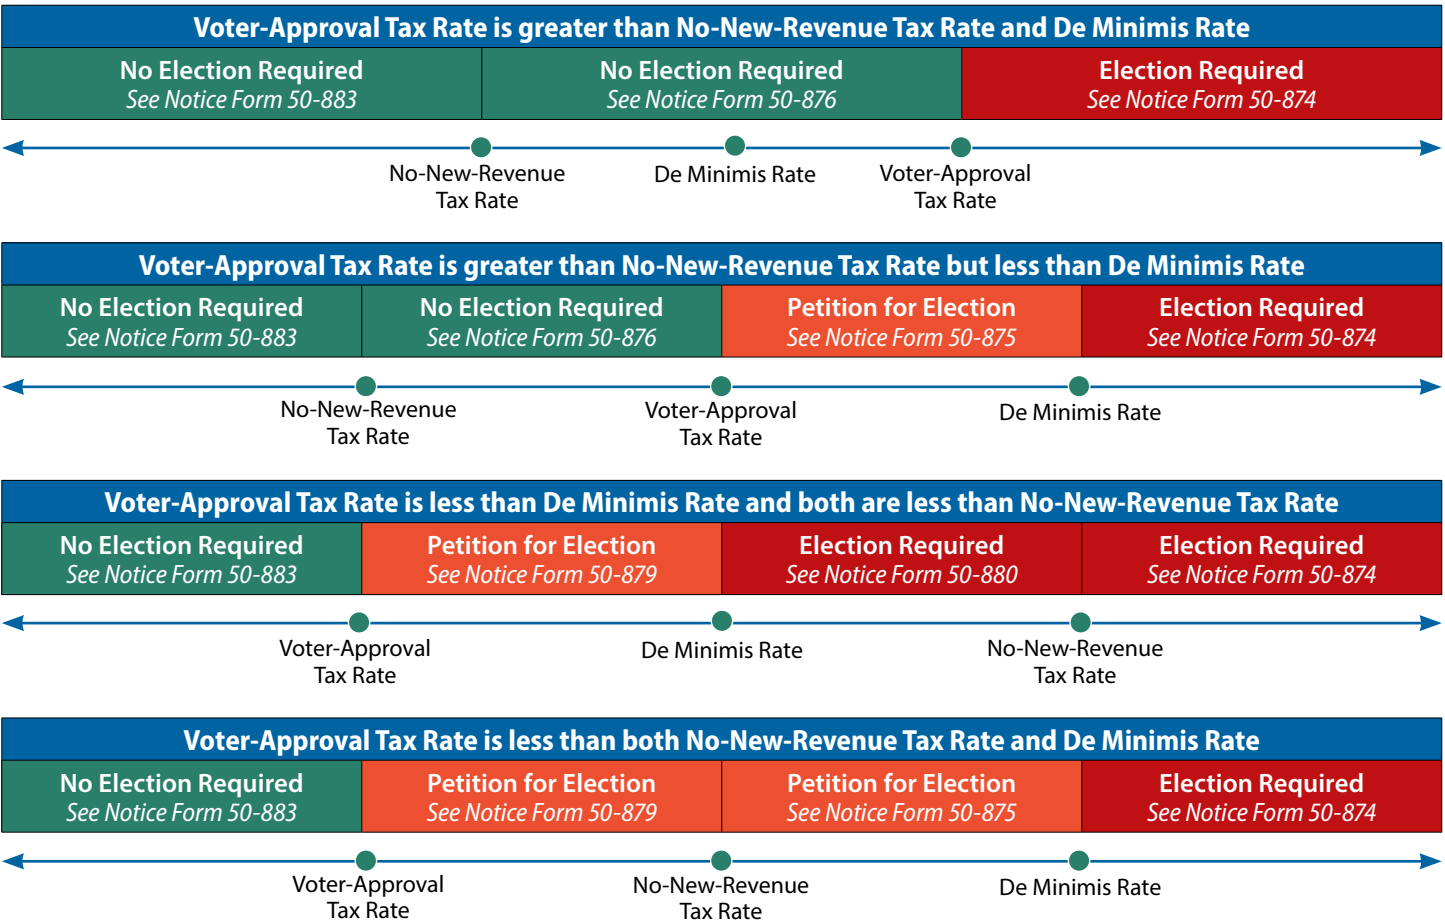 Voter-Approval Tax Rate is greater than No-New-Revenue Tax Rate and De Minimis Rate
No Election Required
See Notice Form 50-883
No Election Required
See Notice Form 50-876
Election Required
See Notice Form 50-874
No-New-Revenue
Tax Rate
De Minimis Rate
Voter-Approval
Tax Rate
Voter-Approval Tax Rate is greater than No-New-Revenue Tax Rate but less than De Minimis Rate
No Election Required
See Notice Form 50-883
No Election Required
See Notice Form 50-876
Petition for Election
See Notice Form 50-875
Election Required
See Notice Form 50-874
No-New-Revenue
Tax Rate
Voter-Approval
Tax Rate
De Minimis Rate
Voter-Approval Tax Rate is less than De Minimis Rate and both are less than No-New-Revenue Tax Rate
No Election Required
See Notice Form 50-883
Petition for Election
See Notice Form 50-879
Election Required
See Notice Form 50-880
Election Required
See Notice Form 50-874
Voter-Approval
Tax Rate
De Minimis Rate
No-New-Revenue
Tax Rate
Voter-Approval Tax Rate is less than both No-New-Revenue Tax Rate and De Minimis Rate
No Election Required
See Notice Form 50-883
Petition for Election
See Notice Form 50-879
Petition for Election
See Notice Form 50-875
Election Required
See Notice Form 50-874
Voter-Approval
Tax Rate
No-New-Revenue
Tax Rate
De Minimis Rate